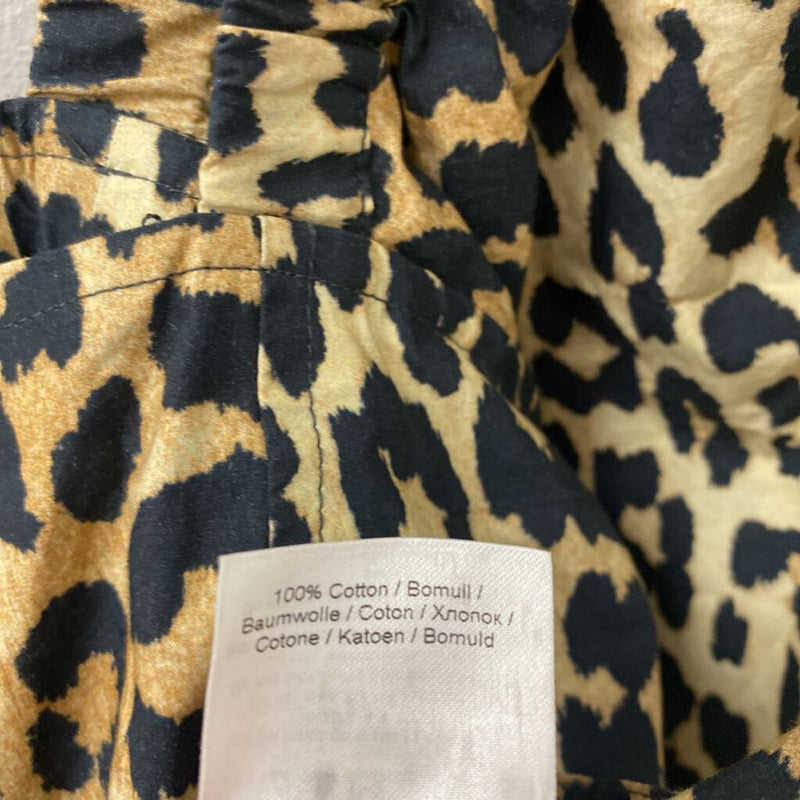 100% Cotton / Bomull /
Baumwolle / Coton / Хлопок /
Cotone / Katoen / Bomuld